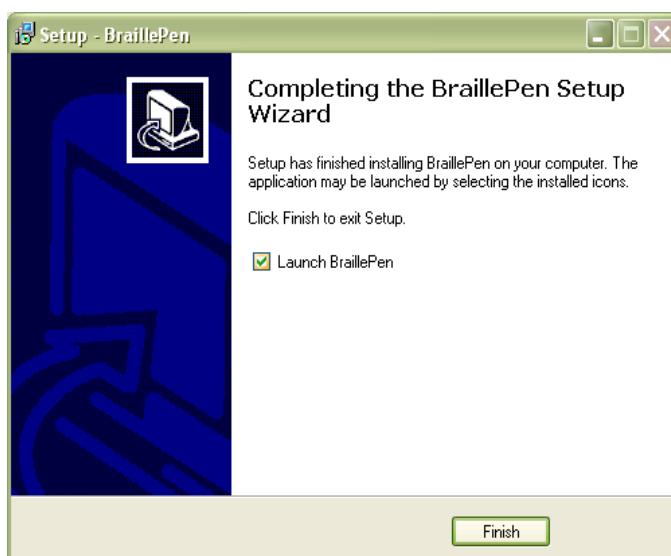 Setup - BraillePen
Completing the BraillePen Setup
Wizard
Setup has finished installing BraillePen on your computer. The
application may be launched by selecting the installed icons.
Click Finish to exit Setup.
Launch BraillePen
Finish